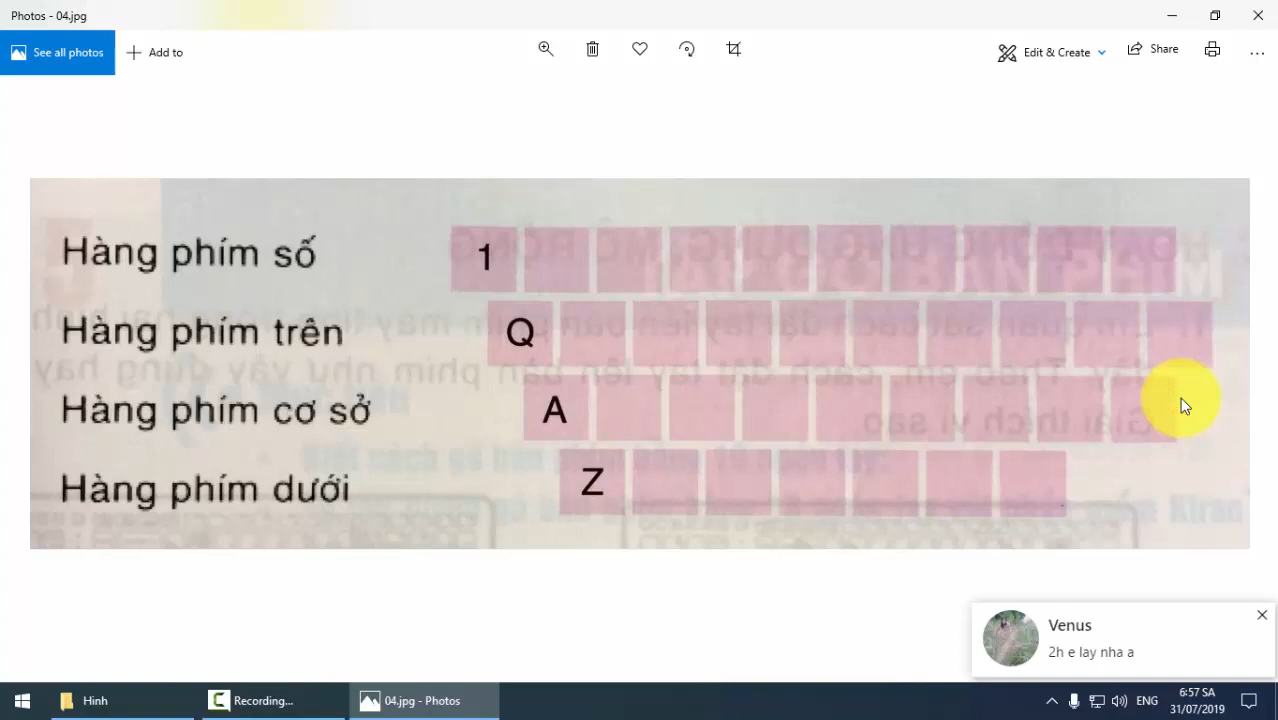 Photos - 04.jpg
See all photos
Add to
Edit & Create
Share
Hàng phím số
1
Hàng phím trên
Q
Hàng phím cơ sở
A
Hàng phím dưới
Z
Venus
2h e lay nha a
Hinh
Recording...
04.jpg - Photos
ENG
6:57 SA
31/07/2019